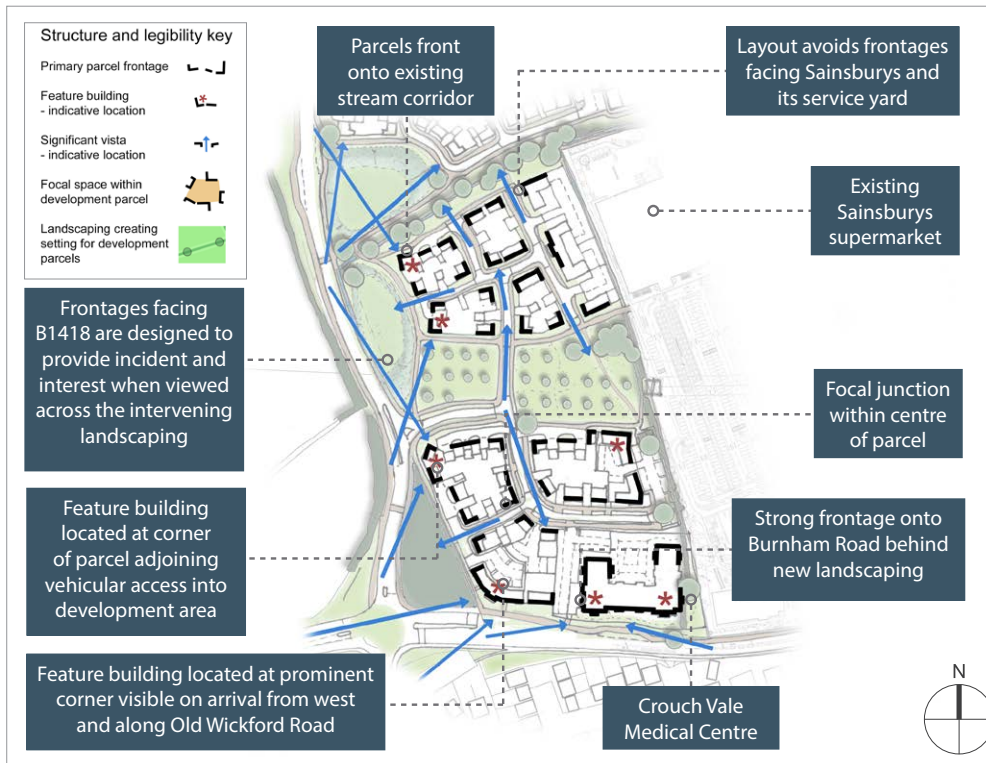 Structure and legibility key
Primary parcel frontage
Feature building
- indicative location
Significant vista
- indicative location
Focal space within
development parcel
Landscaping creating
setting for development
parcels
Parcels front
onto existing
stream corridor
Layout avoids frontages
facing Sainsburys and
its service yard
Existing
Sainsburys
supermarket
Frontages facing
B1418 are designed to
provide incident and
interest when viewed
across the intervening
landscaping
Focal junction
within centre
of parcel
Feature building
located at corner
of parcel adjoining
vehicular access into
development area
Strong frontage onto
Burnham Road behind
new landscaping
Feature building located at prominent
corner visible on arrival from west
and along Old Wickford Road
Crouch Vale
Medical Centre
N